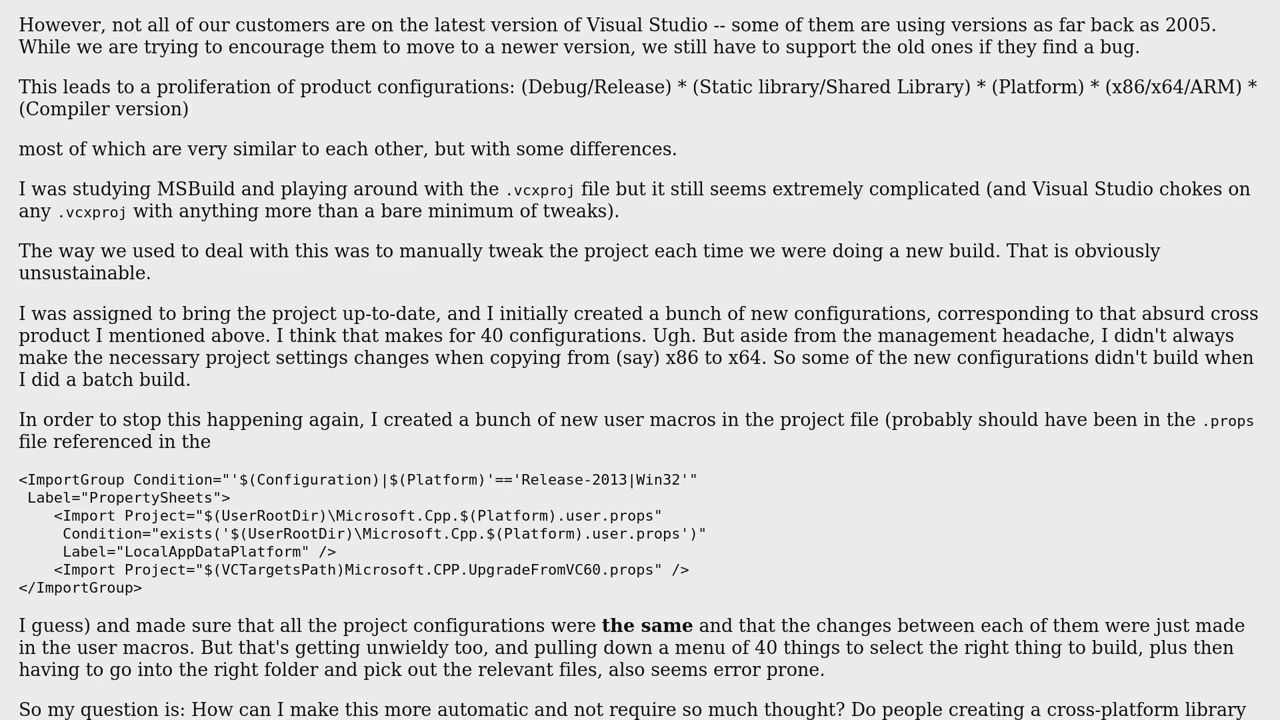 However, not all of our customers are on the latest version of Visual Studio -- some of them are using versions as far back as 2005.
While we are trying to encourage them to move to a newer version, we still have to support the old ones if they find a bug.
This leads to a proliferation of product configurations: (Debug/Release) * (Static library/Shared Library) * (Platform) * (x86/x64/ARM) *
(Compiler version)
most of which are very similar to each other, but with some differences.
I was studying MSBuild and playing around with the .vcxproj file but it still seems extremely complicated (and Visual Studio chokes on
any .vcxproj with anything more than a bare minimum of tweaks).
The way we used to deal with this was to manually tweak the project each time we were doing a new build. That is obviously
unsustainable.
I was assigned to bring the project up-to-date, and I initially created a bunch of new configurations, corresponding to that absurd cross
product I mentioned above. I think that makes for 40 configurations. Ugh. But aside from the management headache, I didn't always
make the necessary project settings changes when copying from (say) x86 to x64. So some of the new configurations didn't build when
I did a batch build.
In order to stop this happening again, I created a bunch of new user macros in the project file (probably should have been in the .props
file referenced in the
<ImportGroup Condition="'$(Configuration)|$(Platform)'=='Release-2013|Win32'"
 Label="PropertySheets">
    <Import Project="$(UserRootDir)\Microsoft.Cpp.$(Platform).user.props"
     Condition="exists('$(UserRootDir)\Microsoft.Cpp.$(Platform).user.props')"
     Label="LocalAppDataPlatform" />
    <Import Project="$(VCTargetsPath)Microsoft.CPP.UpgradeFromVC60.props" />
</ImportGroup>
I guess) and made sure that all the project configurations were the same and that the changes between each of them were just made
in the user macros. But that's getting unwieldy too, and pulling down a menu of 40 things to select the right thing to build, plus then
having to go into the right folder and pick out the relevant files, also seems error prone.
So my question is: How can I make this more automatic and not require so much thought? Do people creating a cross-platform library